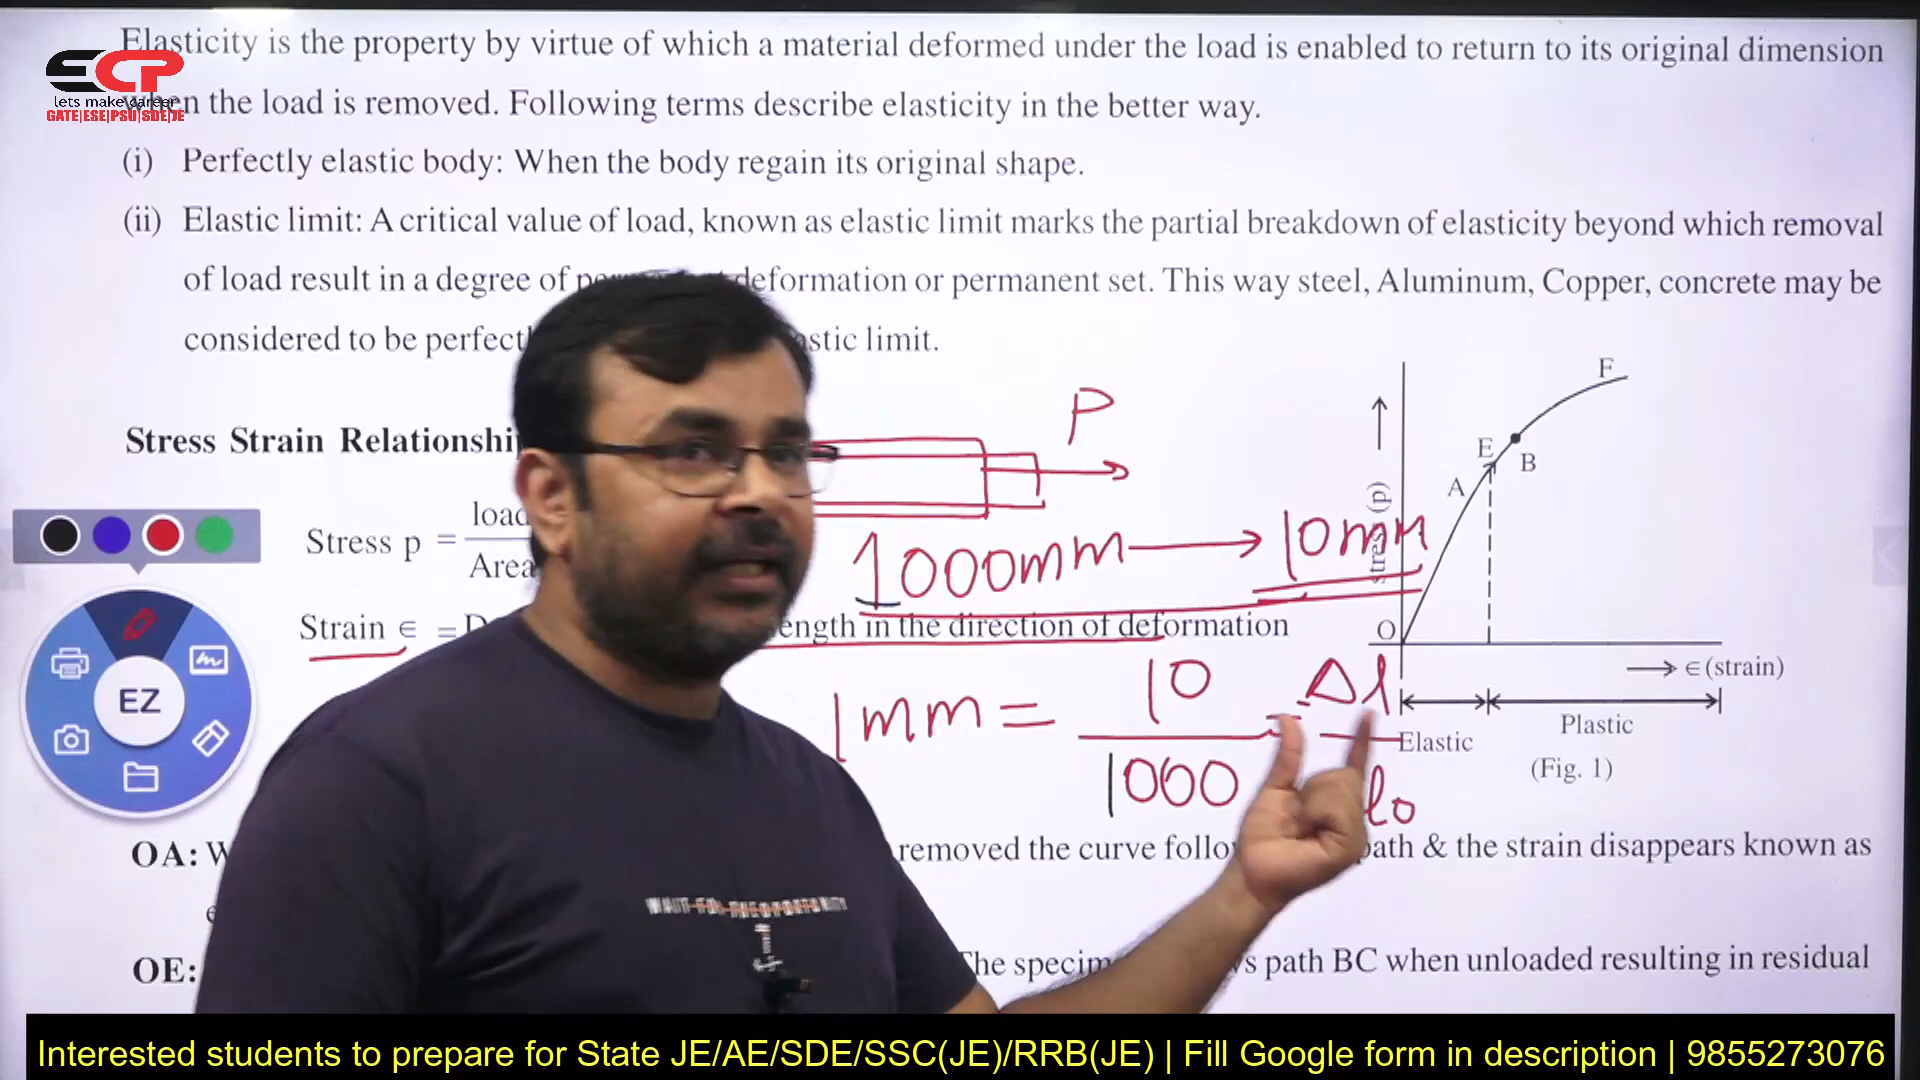 Elasticity is the property by virtue of which a material deformed under the load is enabled to return to its original dimension
ECP
lets make career
GATE|ESE|PSU|SDE|JE
when the load is removed. Following terms describe elasticity in the better way.
(i) Perfectly elastic body: When the body regain its original shape.
(ii) Elastic limit: A critical value of load, known as elastic limit marks the partial breakdown of elasticity beyond which removal
of load result in a degree of deformation or permanent set. This way steel, Aluminum, Copper, concrete may be
considered to be limit.
Stress Strain
P
F
E
B
A
Stress p = load
Area
1000mm → 10mm
stress (p)
Strain ∈ = in the direction of deformation
O
→ ∈ (strain)
EZ
1mm = 10 / 1000 = Δl / lo
Elastic
Plastic
(Fig. 1)
OA: removed the curve path & the strain disappears known as
OE: path BC when unloaded resulting in residual
Interested students to prepare for State JE/AE/SDE/SSC(JE)/RRB(JE) | Fill Google form in description | 9855273076